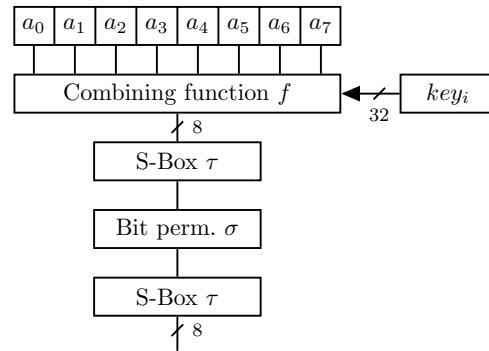 a₀ a₁ a₂ a₃ a₄ a₅ a₆ a₇
Combining function f
keyᵢ
32
8
S-Box τ
Bit perm. σ
S-Box τ
8